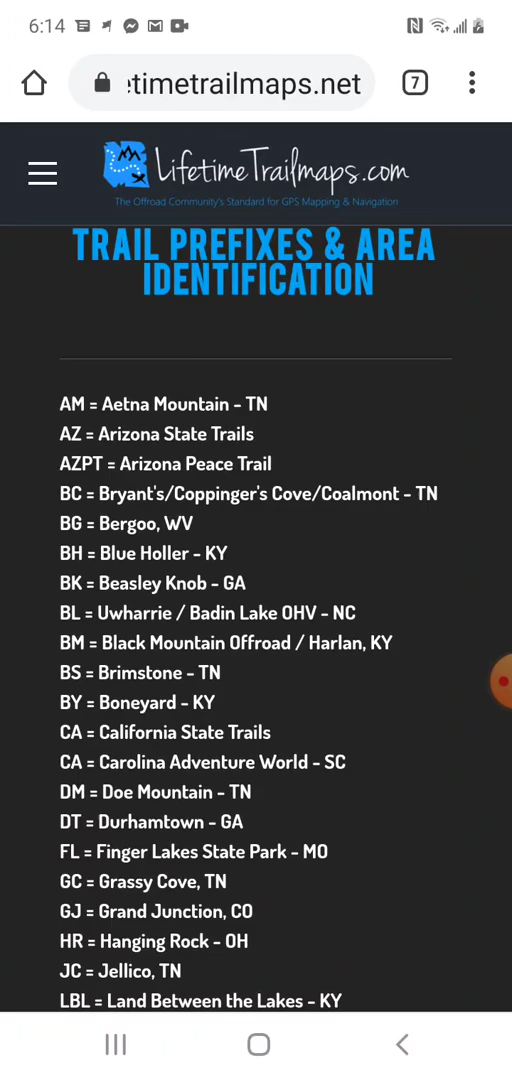 6:14
:timetrailmaps.net
7
LifetimeTrailmaps.com
The Offroad Community's Standard for GPS Mapping & Navigation
TRAIL PREFIXES & AREA
IDENTIFICATION
AM = Aetna Mountain - TN
AZ = Arizona State Trails
AZPT = Arizona Peace Trail
BC = Bryant's/Coppinger's Cove/Coalmont - TN
BG = Bergoo, WV
BH = Blue Holler - KY
BK = Beasley Knob - GA
BL = Uwharrie / Badin Lake OHV - NC
BM = Black Mountain Offroad / Harlan, KY
BS = Brimstone - TN
BY = Boneyard - KY
CA = California State Trails
CA = Carolina Adventure World - SC
DM = Doe Mountain - TN
DT = Durhamtown - GA
FL = Finger Lakes State Park - MO
GC = Grassy Cove, TN
GJ = Grand Junction, CO
HR = Hanging Rock - OH
JC = Jellico, TN
LBL = Land Between the Lakes - KY